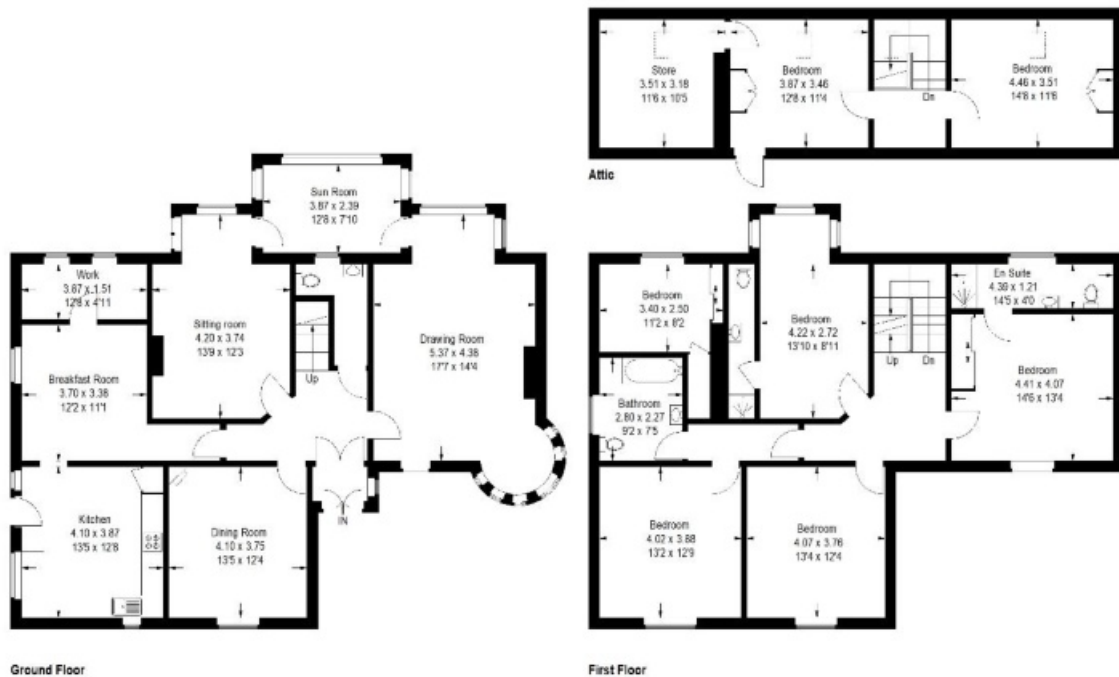 Store
3.51 x 3.18
11'6 x 10'5
Bedroom
3.87 x 3.46
12'8 x 11'4
Dn
Bedroom
4.46 x 3.51
14'8 x 11'6
Attic
Sun Room
3.87 x 2.39
12'8 x 7'10
Work
3.87 x 1.51
12'8 x 4'11
Sitting room
4.20 x 3.74
13'9 x 12'3
Up
Drawing Room
5.37 x 4.38
17'7 x 14'4
Breakfast Room
3.70 x 3.38
12'2 x 11'1
Kitchen
4.10 x 3.87
13'5 x 12'8
Dining Room
4.10 x 3.75
13'5 x 12'4
IN
Ground Floor
Bedroom
3.40 x 2.50
11'2 x 8'2
Bedroom
4.22 x 2.72
13'10 x 8'11
Up
Dn
En Suite
4.39 x 1.21
14'5 x 4'0
Bedroom
4.41 x 4.07
14'6 x 13'4
Bathroom
2.80 x 2.27
9'2 x 7'5
Bedroom
4.02 x 3.88
13'2 x 12'9
Bedroom
4.07 x 3.76
13'4 x 12'4
First Floor